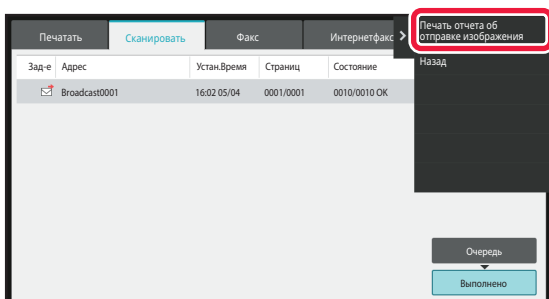 Печатать
Сканировать
Факс
Интернетфакс
Печать отчета об
отправке изображения
Назад
Зад-е Адрес Устан.Время Страниц Состояние
Broadcast0001 16:02 05/04 0001/0001 0010/0010 OK
Очередь
Выполнено